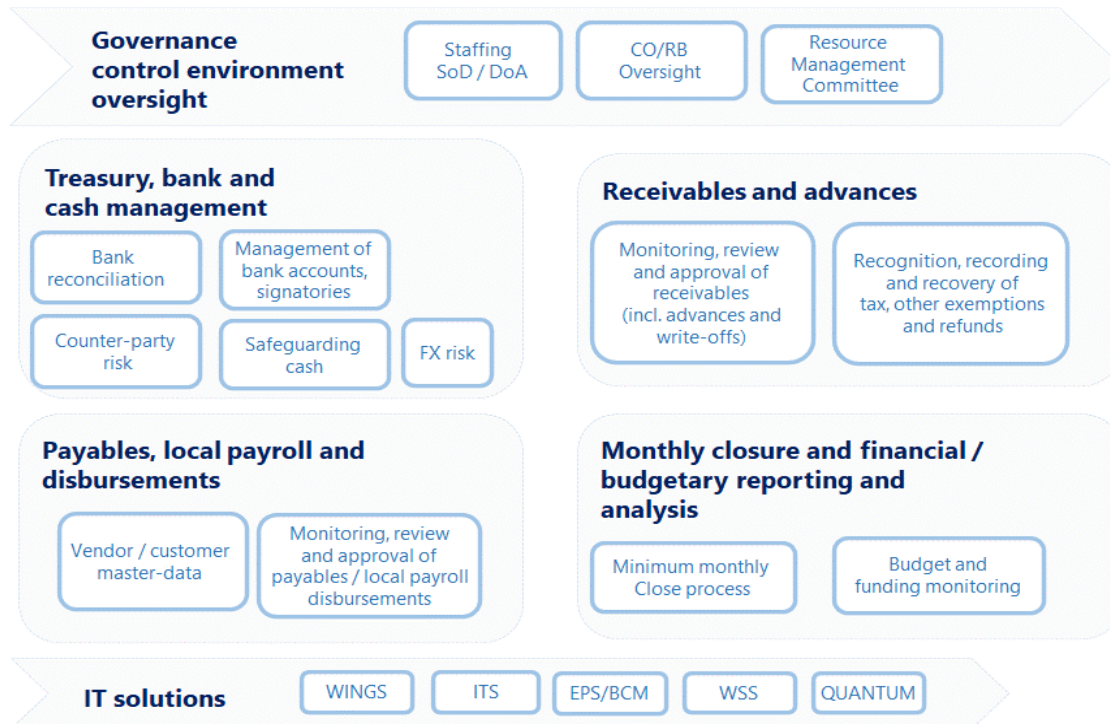 Governance
control environment
oversight
Staffing
SoD / DoA
CO/RB
Oversight
Resource
Management
Committee
Treasury, bank and
cash management
Bank
reconciliation
Management of
bank accounts,
signatories
Counter-party
risk
Safeguarding
cash
FX risk
Receivables and advances
Monitoring, review
and approval of
receivables
(incl. advances and
write-offs)
Recognition, recording
and recovery of
tax, other exemptions
and refunds
Payables, local payroll and
disbursements
Vendor / customer
master-data
Monitoring, review
and approval of
payables / local payroll
disbursements
Monthly closure and financial /
budgetary reporting and
analysis
Minimum monthly
Close process
Budget and
funding monitoring
IT solutions
WINGS
ITS
EPS/BCM
WSS
QUANTUM